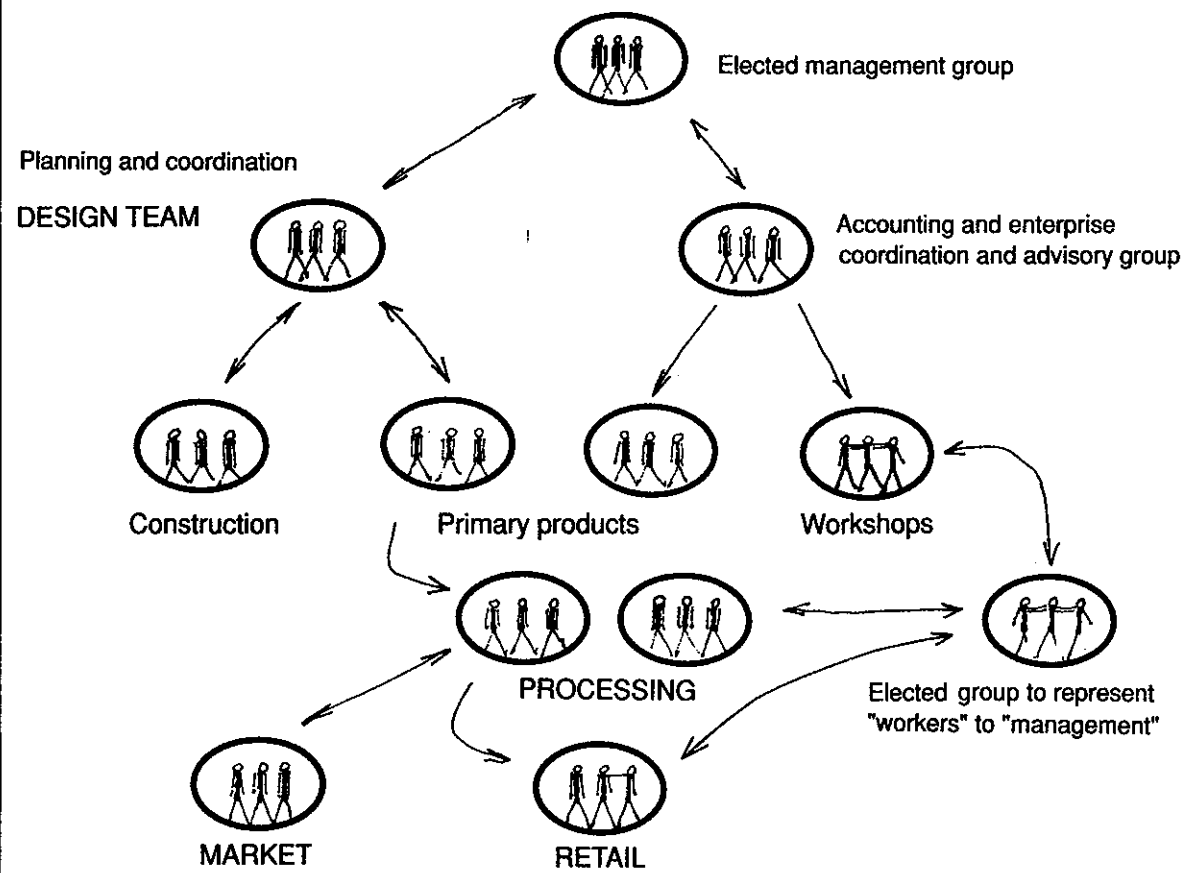 Elected management group
Planning and coordination
DESIGN TEAM
Accounting and enterprise
coordination and advisory group
Construction
Primary products
Workshops
PROCESSING
Elected group to represent
"workers" to "management"
MARKET
RETAIL